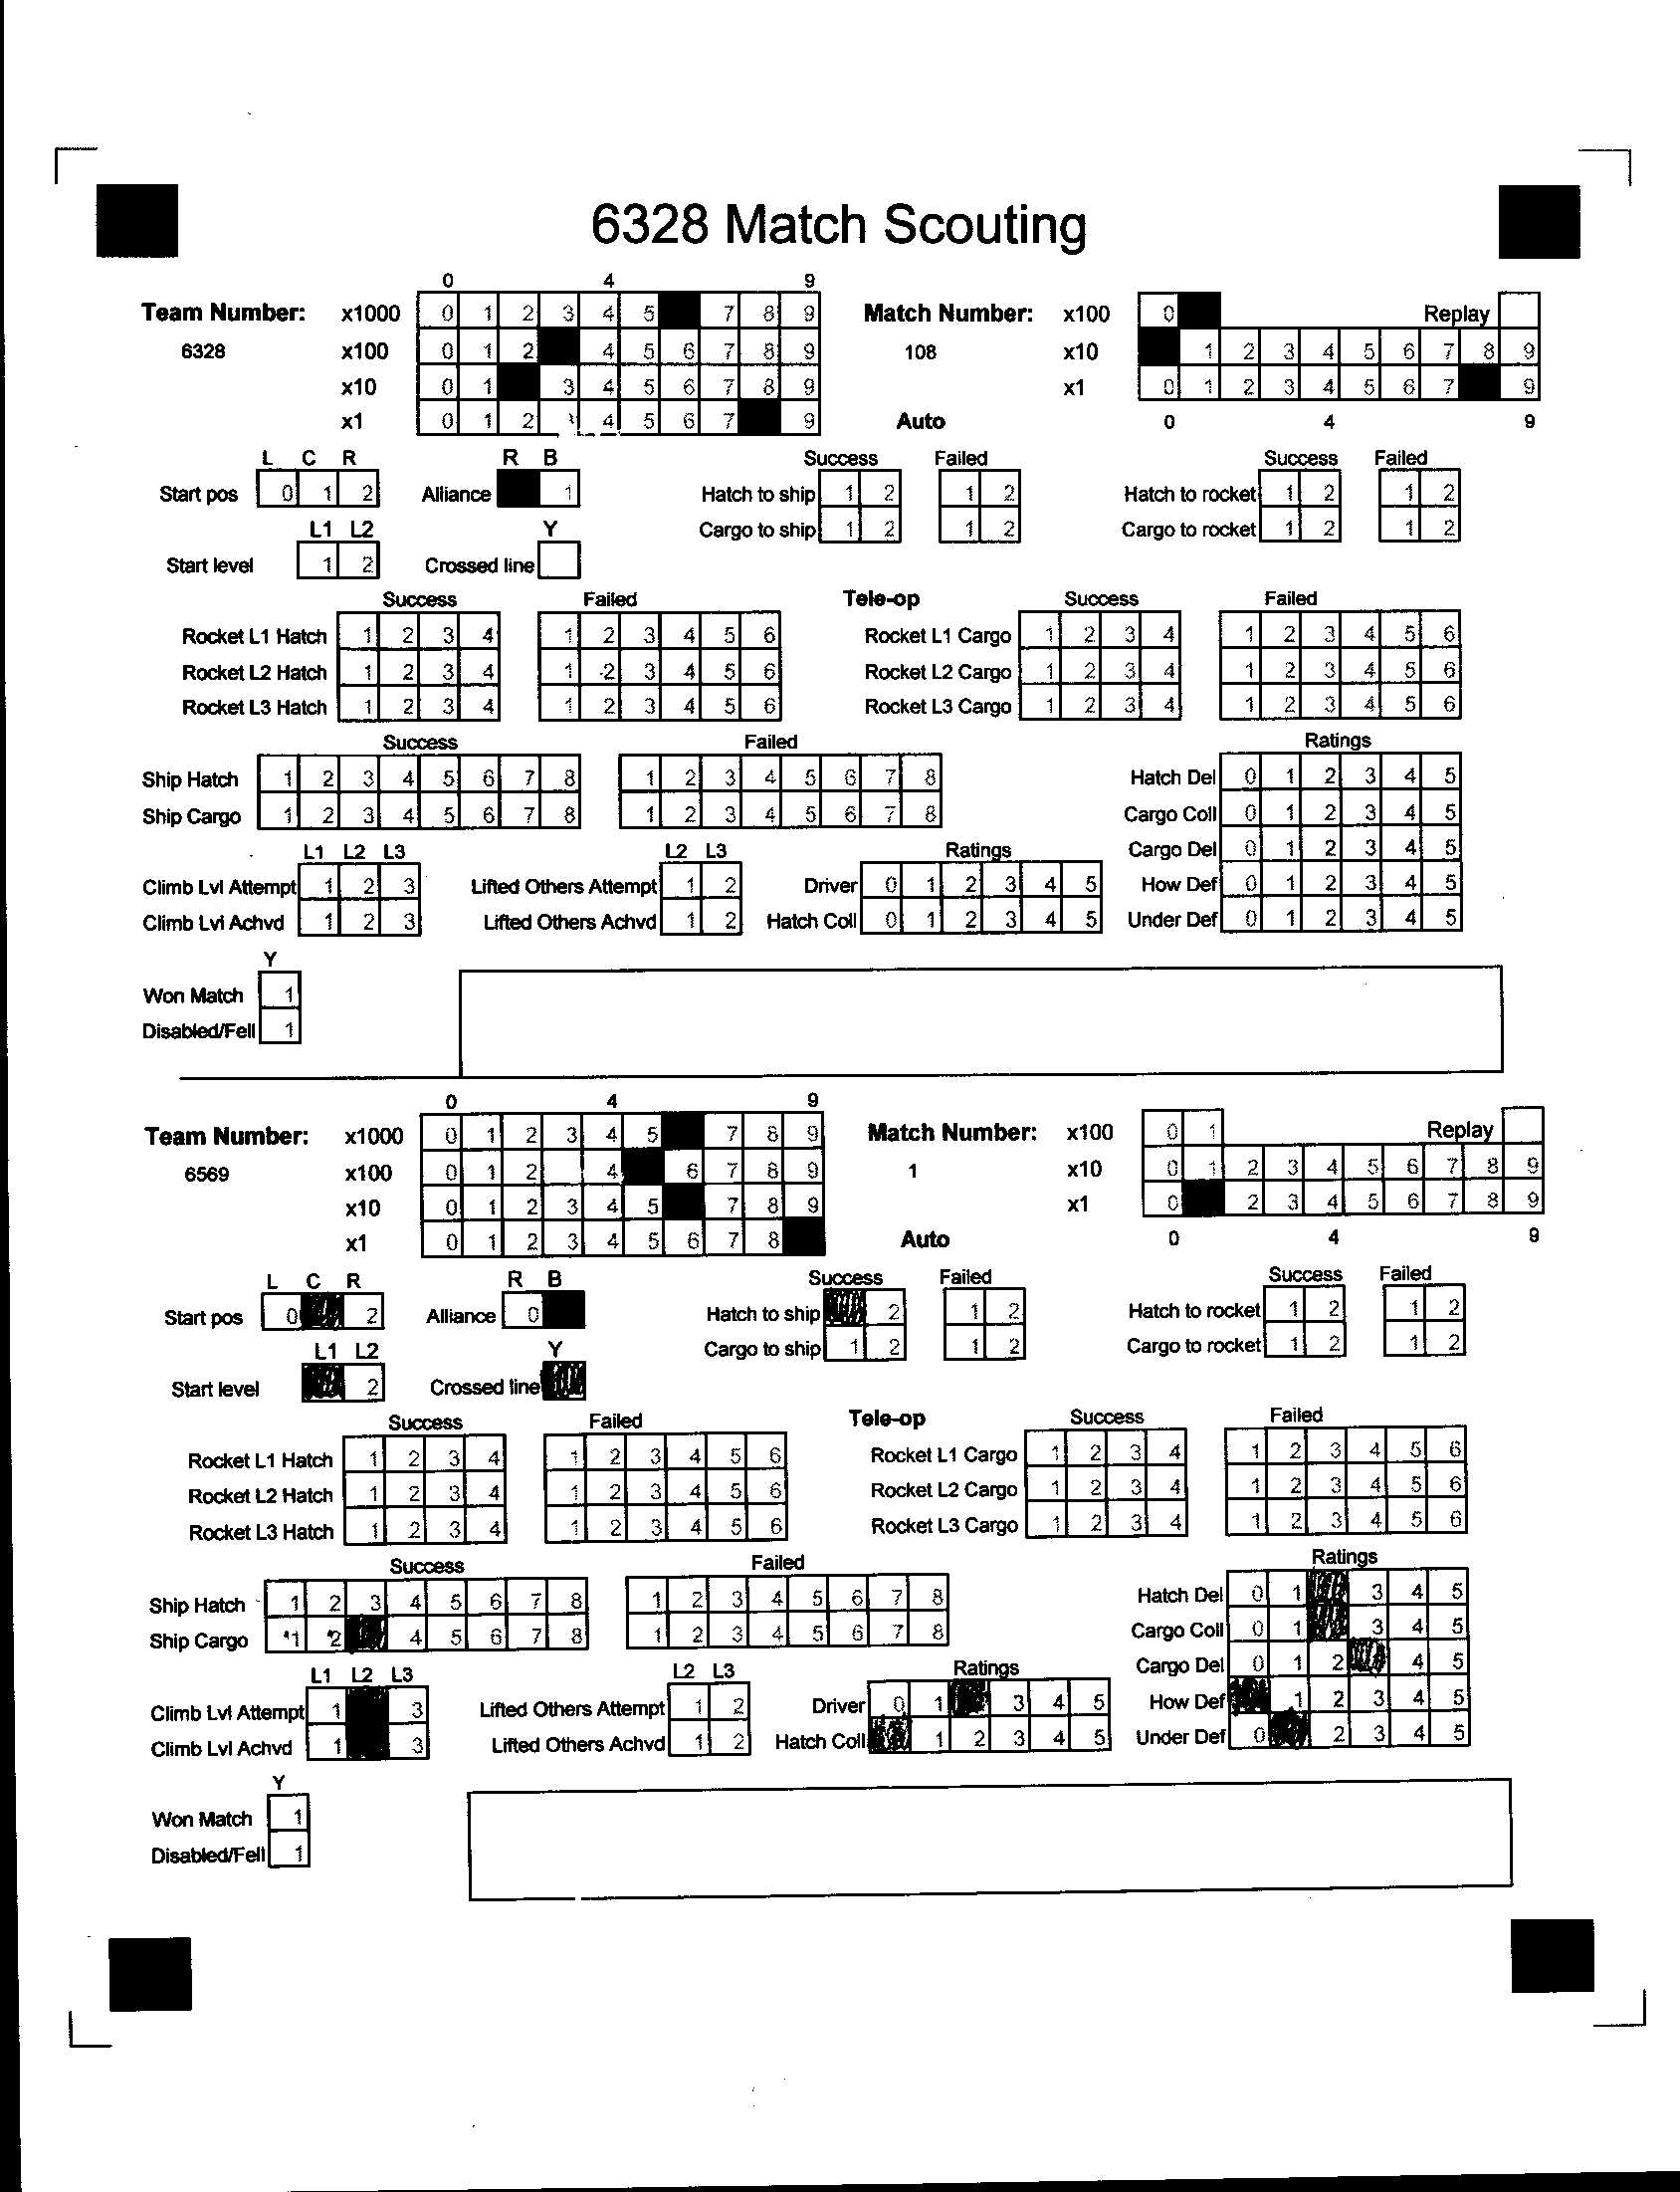 6328 Match Scouting
0 4 9
Team Number: x1000 0 1 2 3 4 5 7 8 9 Match Number: x100 0 Replay
6328 x100 0 1 2 4 5 6 7 8 9 108 x10 1 2 3 4 5 6 7 8 9
x10 0 1 3 4 5 6 7 8 9 x1 0 1 2 3 4 5 6 7 9
x1 0 1 2 4 5 6 7 9 Auto 0 4 9
L C R R B Success Failed Success Failed
Start pos 0 1 2 Alliance 1 Hatch to ship 1 2 1 2 Hatch to rocket 1 2 1 2
L1 L2 Y Cargo to ship 1 2 1 2 Cargo to rocket 1 2 1 2
Start level 1 2 Crossed line
Success Failed Tele-op Success Failed
Rocket L1 Hatch 1 2 3 4 1 2 3 4 5 6 Rocket L1 Cargo 1 2 3 4 1 2 3 4 5 6
Rocket L2 Hatch 1 2 3 4 1 2 3 4 5 6 Rocket L2 Cargo 1 2 3 4 1 2 3 4 5 6
Rocket L3 Hatch 1 2 3 4 1 2 3 4 5 6 Rocket L3 Cargo 1 2 3 4 1 2 3 4 5 6
Success Failed Ratings
Ship Hatch 1 2 3 4 5 6 7 8 1 2 3 4 5 6 7 8 Hatch Del 0 1 2 3 4 5
Ship Cargo 1 2 3 4 5 6 7 8 1 2 3 4 5 6 7 8 Cargo Coll 0 1 2 3 4 5
L1 L2 L3 L2 L3 Ratings Cargo Del 0 1 2 3 4 5
Climb Lvl Attempt 1 2 3 Lifted Others Attempt 1 2 Driver 0 1 2 3 4 5 How Def 0 1 2 3 4 5
Climb Lvl Achvd 1 2 3 Lifted Others Achvd 1 2 Hatch Coll 0 1 2 3 4 5 Under Def 0 1 2 3 4 5
Y
Won Match 1
Disabled/Fell 1
0 4 9
Team Number: x1000 0 1 2 3 4 5 7 8 9 Match Number: x100 0 1 Replay
6569 x100 0 1 2 4 6 7 8 9 1 x10 0 1 2 3 4 5 6 7 8 9
x10 0 1 2 3 4 5 7 8 9 x1 0 2 3 4 5 6 7 8 9
x1 0 1 2 3 4 5 6 7 8 Auto 0 4 9
L C R R B Success Failed Success Failed
Start pos 0 2 Alliance 0 Hatch to ship 2 1 2 Hatch to rocket 1 2 1 2
L1 L2 Y Cargo to ship 1 2 1 2 Cargo to rocket 1 2 1 2
Start level 2 Crossed line
Success Failed Tele-op Success Failed
Rocket L1 Hatch 1 2 3 4 1 2 3 4 5 6 Rocket L1 Cargo 1 2 3 4 1 2 3 4 5 6
Rocket L2 Hatch 1 2 3 4 1 2 3 4 5 6 Rocket L2 Cargo 1 2 3 4 1 2 3 4 5 6
Rocket L3 Hatch 1 2 3 4 1 2 3 4 5 6 Rocket L3 Cargo 1 2 3 4 1 2 3 4 5 6
Success Failed Ratings
Ship Hatch 1 2 3 4 5 6 7 8 1 2 3 4 5 6 7 8 Hatch Del 0 1 3 4 5
Ship Cargo 1 2 4 5 6 7 8 1 2 3 4 5 6 7 8 Cargo Coll 0 1 3 4 5
L1 L2 L3 L2 L3 Ratings Cargo Del 0 1 2 4 5
Climb Lvl Attempt 1 3 Lifted Others Attempt 1 2 Driver 0 1 3 4 5 How Def 1 2 3 4 5
Climb Lvl Achvd 1 3 Lifted Others Achvd 1 2 Hatch Coll 1 2 3 4 5 Under Def 0 2 3 4 5
Y
Won Match 1
Disabled/Fell 1